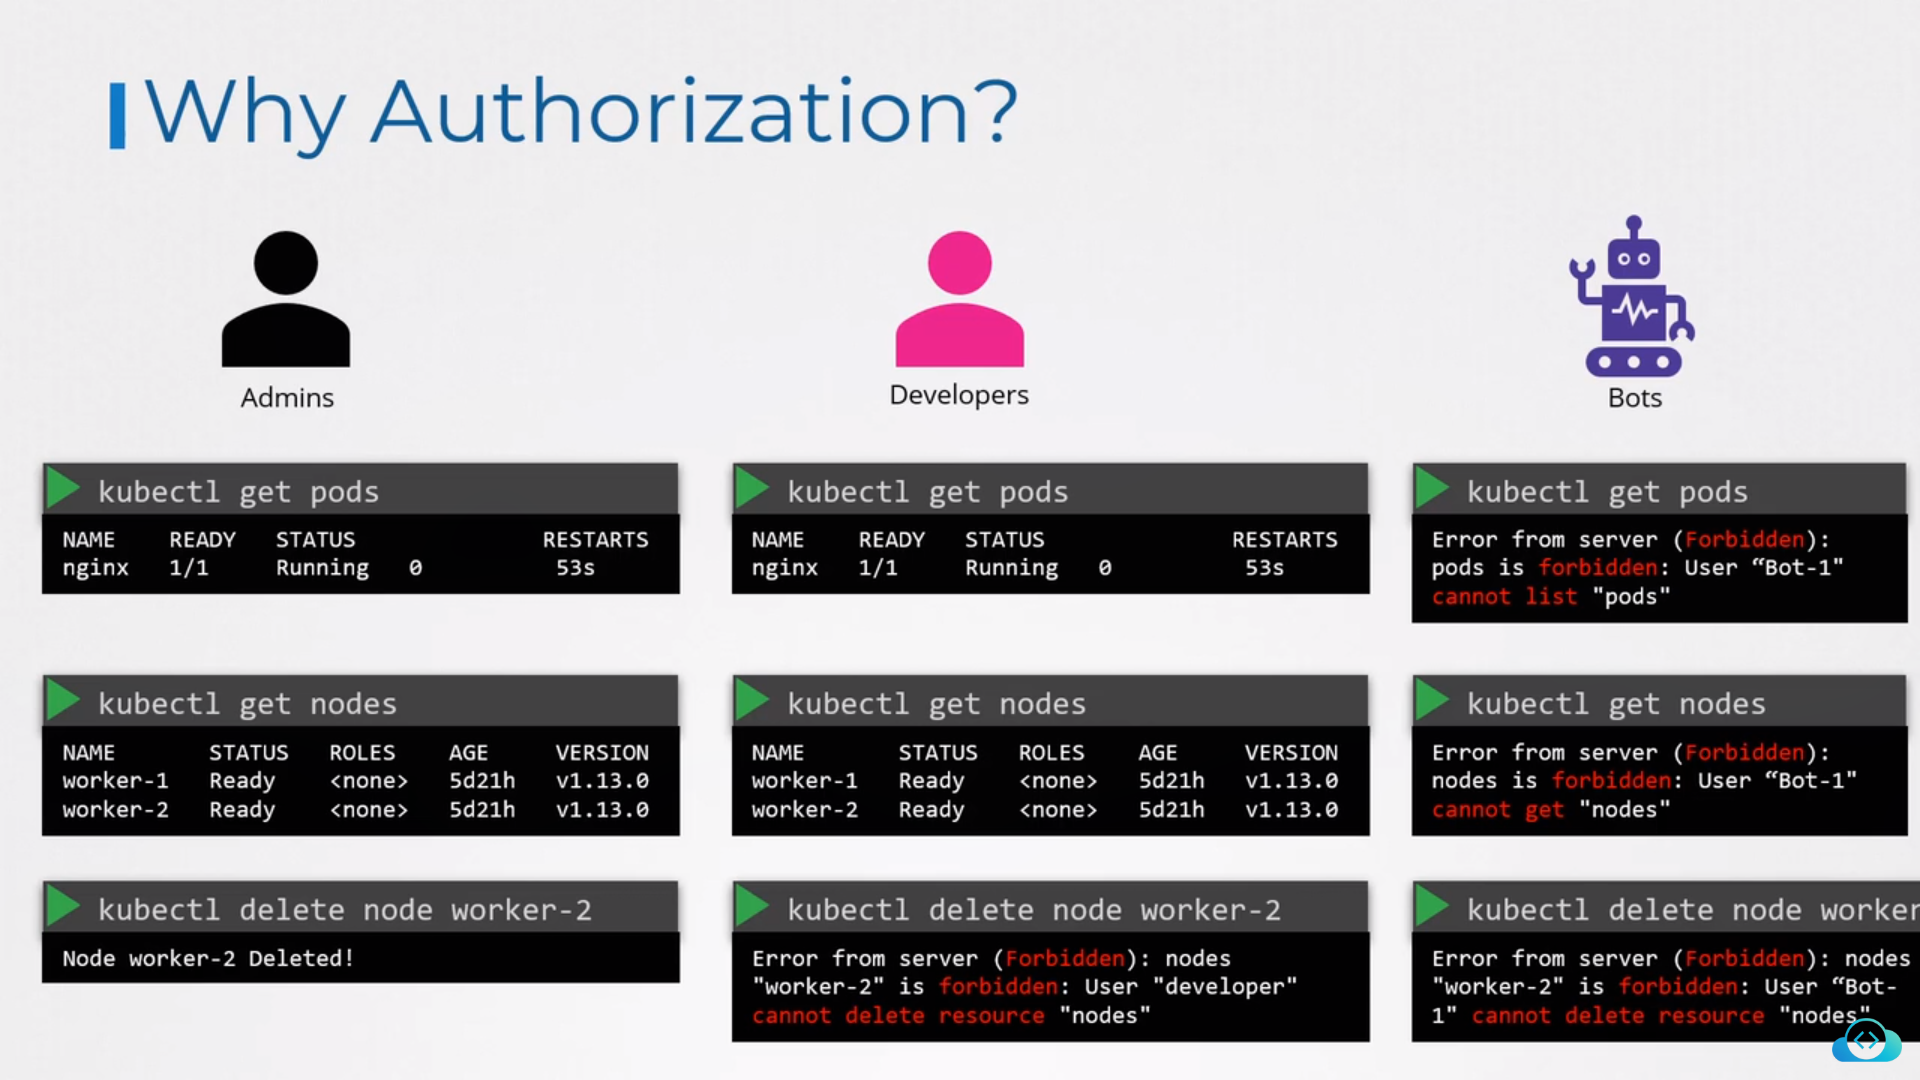 Why Authorization?
Admins
Developers
Bots
kubectl get pods
NAME READY STATUS RESTARTS
nginx 1/1 Running 0 53s
kubectl get pods
NAME READY STATUS RESTARTS
nginx 1/1 Running 0 53s
kubectl get pods
Error from server (Forbidden):
pods is forbidden: User “Bot-1"
cannot list "pods"
kubectl get nodes
NAME STATUS ROLES AGE VERSION
worker-1 Ready <none> 5d21h v1.13.0
worker-2 Ready <none> 5d21h v1.13.0
kubectl get nodes
NAME STATUS ROLES AGE VERSION
worker-1 Ready <none> 5d21h v1.13.0
worker-2 Ready <none> 5d21h v1.13.0
kubectl get nodes
Error from server (Forbidden):
nodes is forbidden: User “Bot-1"
cannot get "nodes"
kubectl delete node worker-2
Node worker-2 Deleted!
kubectl delete node worker-2
Error from server (Forbidden): nodes
"worker-2" is forbidden: User "developer"
cannot delete resource "nodes"
kubectl delete node worker
Error from server (Forbidden): nodes
"worker-2" is forbidden: User “Bot-
1" cannot delete resource "nodes"